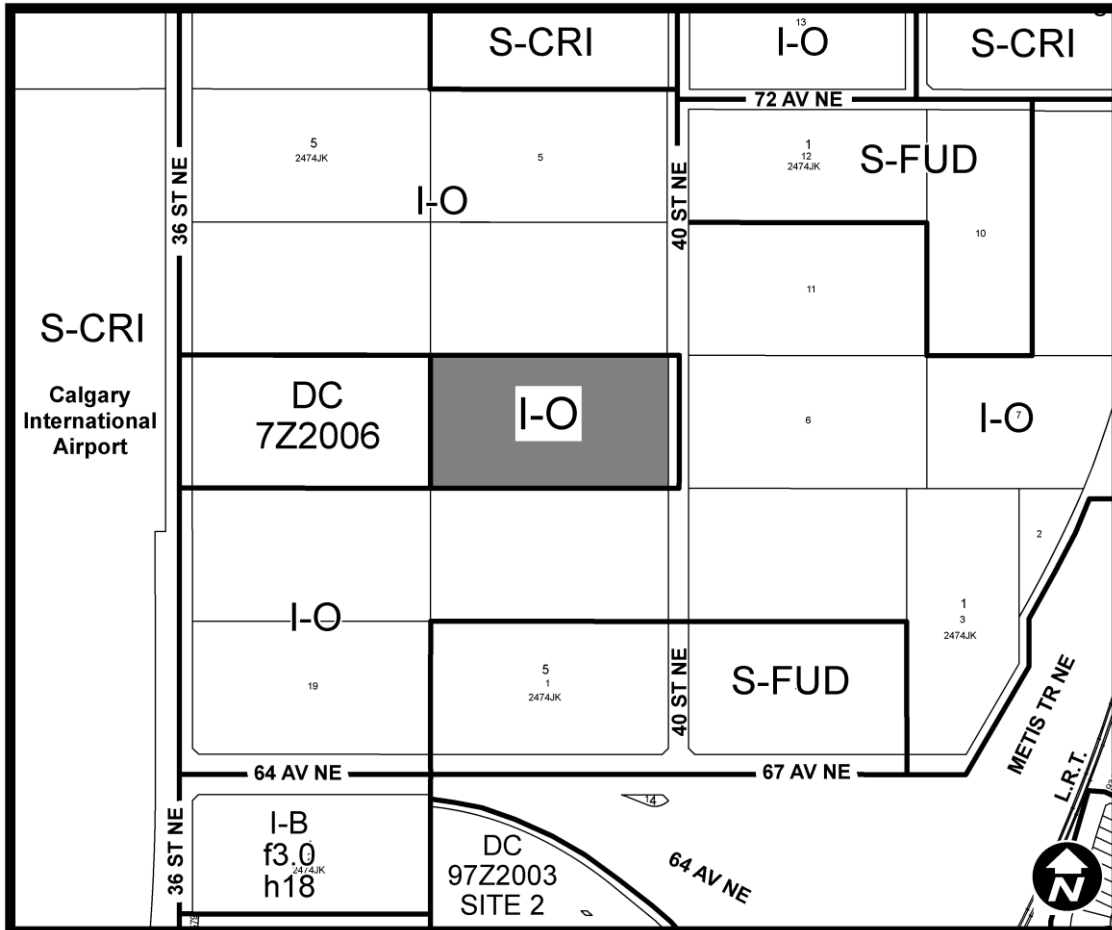 13
S-CRI
I-O
S-CRI
72 AV NE
5
2474JK
5
1
12
2474JK
S-FUD
36 ST NE
I-O
40 ST NE
10
11
S-CRI
Calgary
International
Airport
DC
7Z2006
I-O
6
I-O
7
2
I-O
1
3
2474JK
19
5
1
2474JK
40 ST NE
S-FUD
METIS TR NE
64 AV NE
67 AV NE
L.R.T.
36 ST NE
I-B
f3.0
2474JK
h18
14
DC
97Z2003
SITE 2
64 AV NE
N